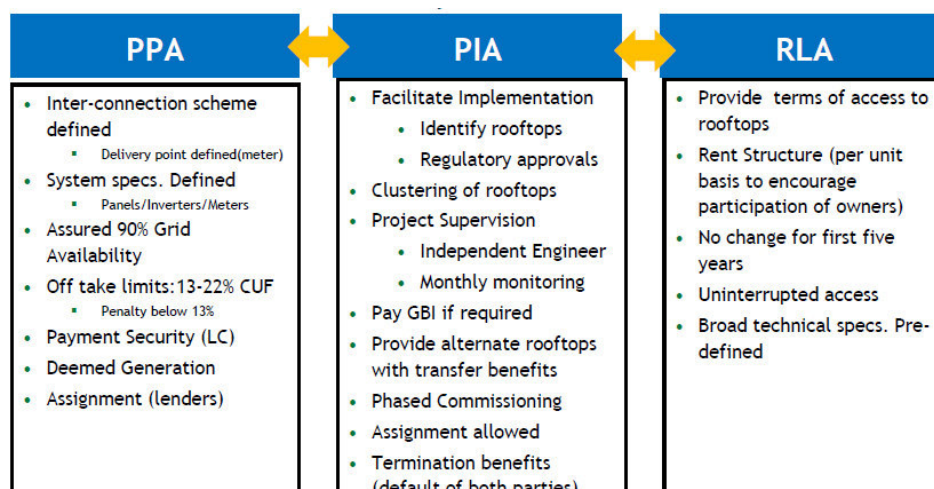 PPA
• Inter-connection scheme
defined
▪ Delivery point defined(meter)
• System specs. Defined
▪ Panels/Inverters/Meters
• Assured 90% Grid
Availability
• Off take limits:13-22% CUF
▪ Penalty below 13%
• Payment Security (LC)
• Deemed Generation
• Assignment (lenders)
PIA
• Facilitate Implementation
• Identify rooftops
• Regulatory approvals
• Clustering of rooftops
• Project Supervision
• Independent Engineer
• Monthly monitoring
• Pay GBI if required
• Provide alternate rooftops
with transfer benefits
• Phased Commissioning
• Assignment allowed
• Termination benefits
(default of both parties)
RLA
• Provide terms of access to
rooftops
• Rent Structure (per unit
basis to encourage
participation of owners)
• No change for first five
years
• Uninterrupted access
• Broad technical specs. Pre-
defined